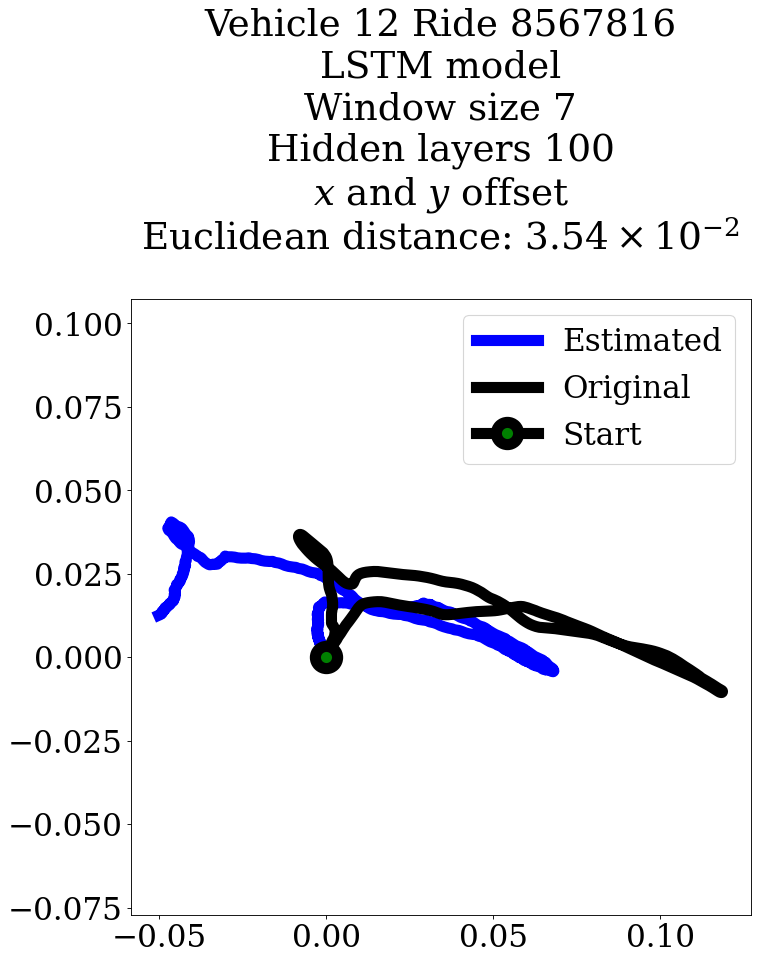 Vehicle 12 Ride 8567816
LSTM model
Window size 7
Hidden layers 100
x and y offset
Euclidean distance: 3.54 × 10⁻²
Estimated
Original
Start
0.100
0.075
0.050
0.025
0.000
−0.025
−0.050
−0.075
−0.05 0.00 0.05 0.10